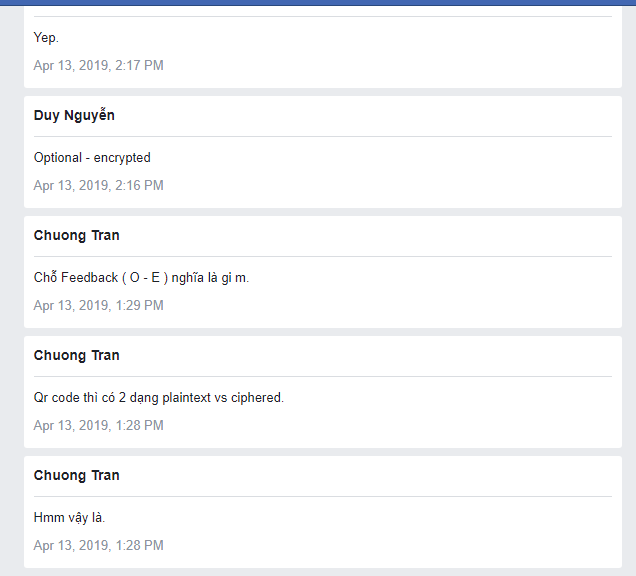 Yep.
Apr 13, 2019, 2:17 PM
Duy Nguyễn
Optional - encrypted
Apr 13, 2019, 2:16 PM
Chuong Tran
Chỗ Feedback ( O - E ) nghĩa là gi m.
Apr 13, 2019, 1:29 PM
Chuong Tran
Qr code thì có 2 dạng plaintext vs ciphered.
Apr 13, 2019, 1:28 PM
Chuong Tran
Hmm vậy là.
Apr 13, 2019, 1:28 PM